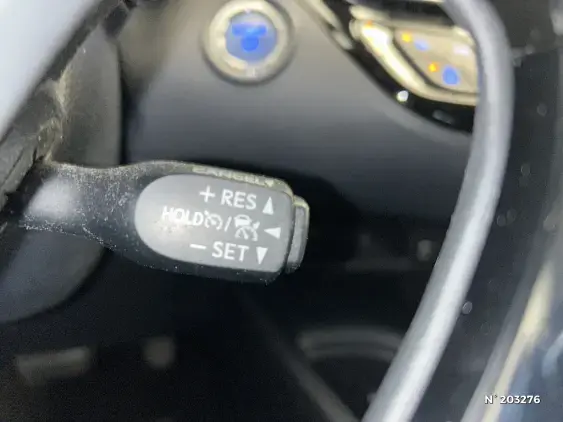 CANCEL
+ RES ▲
HOLD /
− SET ▼
N°203276